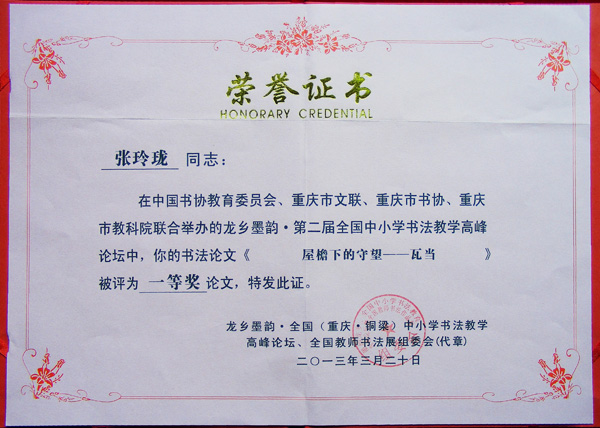 荣誉证书
HONORARY CREDENTIAL
张玲珑 同志：
在中国书协教育委员会、重庆市文联、重庆市书协、重庆
市教科院联合举办的龙乡墨韵·第二届全国中小学书法教学高峰
论坛中，你的书法论文《 屋檐下的守望——瓦当 》
被评为 一等奖 论文，特发此证。
龙乡墨韵·全国（重庆·铜梁）中小学书法教学
高峰论坛、全国教师书法展组委会(代章)
二〇一三年三月二十日